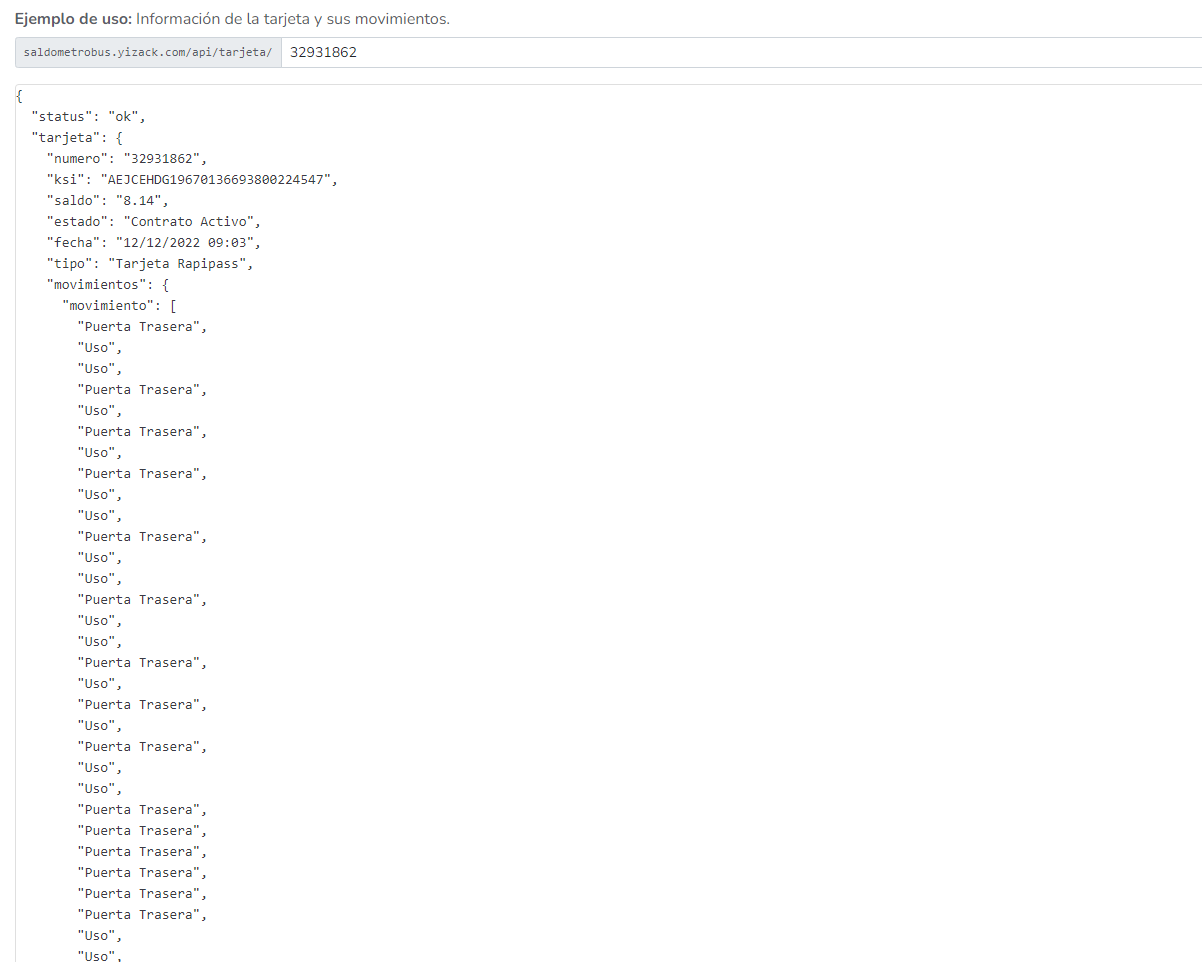 Ejemplo de uso: Información de la tarjeta y sus movimientos.
saldometrobus.yizack.com/api/tarjeta/ 32931862
{
  "status": "ok",
  "tarjeta": {
    "numero": "32931862",
    "ksi": "AEJCEHDG19670136693800224547",
    "saldo": "8.14",
    "estado": "Contrato Activo",
    "fecha": "12/12/2022 09:03",
    "tipo": "Tarjeta Rapipass",
    "movimientos": {
      "movimiento": [
        "Puerta Trasera",
        "Uso",
        "Uso",
        "Puerta Trasera",
        "Uso",
        "Puerta Trasera",
        "Uso",
        "Puerta Trasera",
        "Uso",
        "Uso",
        "Puerta Trasera",
        "Uso",
        "Uso",
        "Puerta Trasera",
        "Uso",
        "Uso",
        "Puerta Trasera",
        "Uso",
        "Puerta Trasera",
        "Uso",
        "Puerta Trasera",
        "Uso",
        "Uso",
        "Puerta Trasera",
        "Puerta Trasera",
        "Puerta Trasera",
        "Puerta Trasera",
        "Puerta Trasera",
        "Puerta Trasera",
        "Uso",
        "Uso",